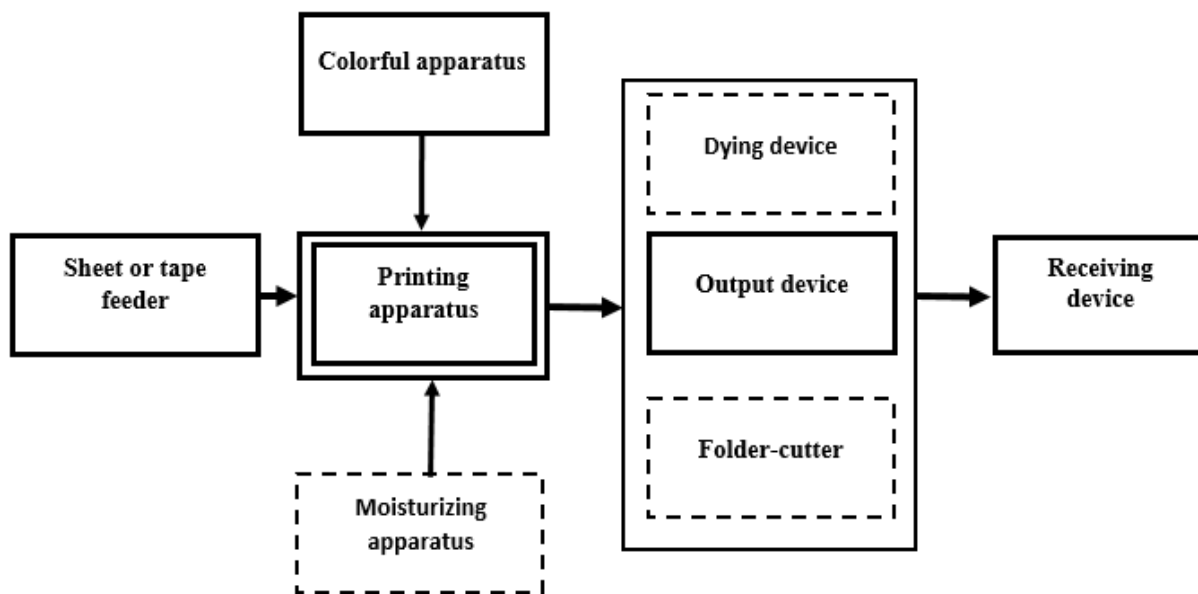 Colorful apparatus
Dying device
Sheet or tape
feeder
Printing
apparatus
Output device
Receiving
device
Folder-cutter
Moisturizing
apparatus